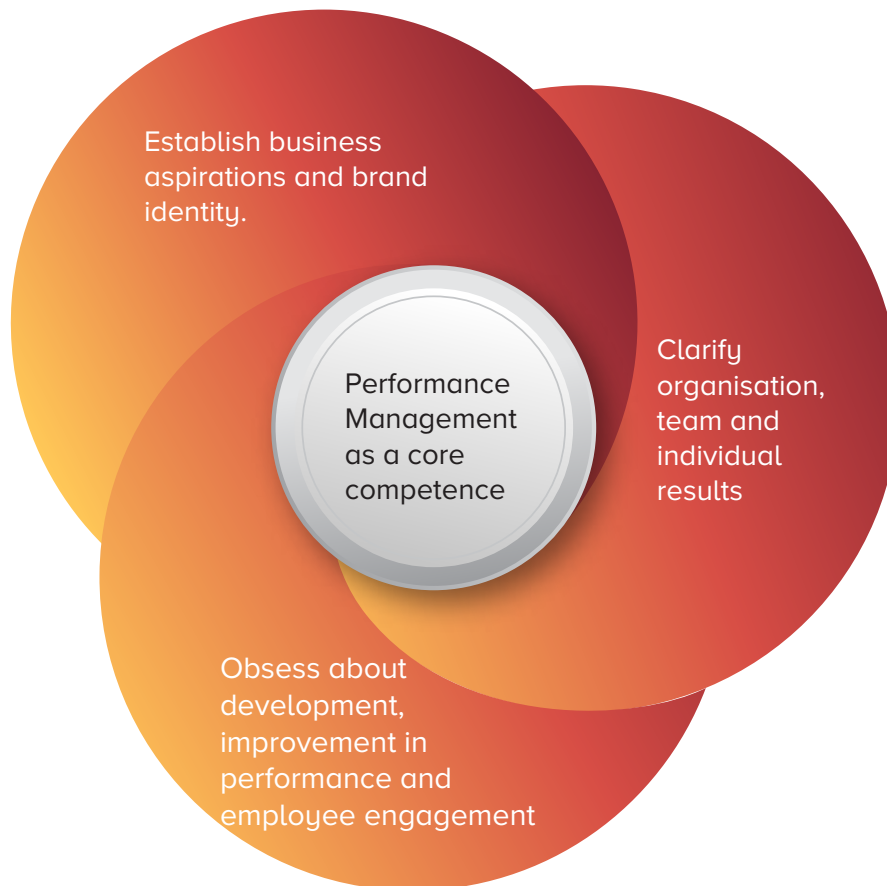 Establish business
aspirations and brand
identity.
Performance
Management
as a core
competence
Clarify
organisation,
team and
individual
results
Obsess about
development,
improvement in
performance and
employee engagement